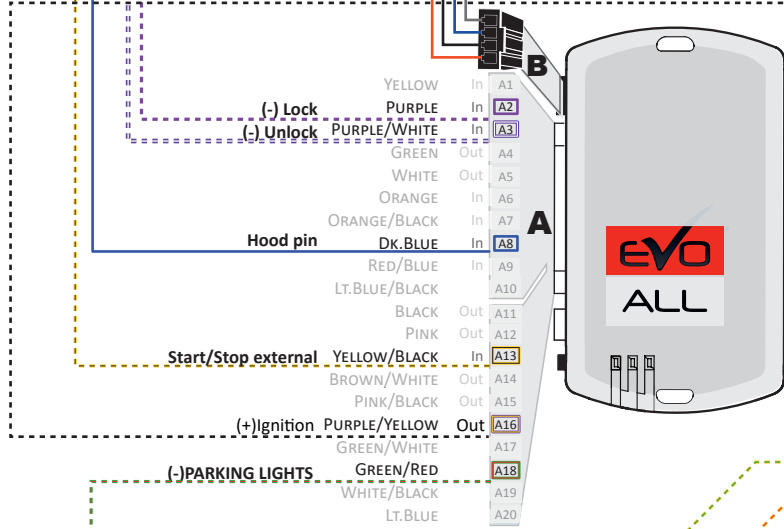 B
YELLOW In A1
(-) Lock PURPLE In A2
(-) Unlock PURPLE/WHITE In A3
GREEN Out A4
WHITE Out A5
ORANGE In A6
ORANGE/BLACK In A7
A
Hood pin DK.BLUE In A8
RED/BLUE In A9
LT.BLUE/BLACK A10
BLACK Out A11
PINK Out A12
Start/Stop external YELLOW/BLACK In A13
BROWN/WHITE Out A14
PINK/BLACK Out A15
(+)Ignition PURPLE/YELLOW Out A16
GREEN/WHITE A17
(-)PARKING LIGHTS GREEN/RED A18
WHITE/BLACK A19
LT.BLUE A20
EVO
ALL